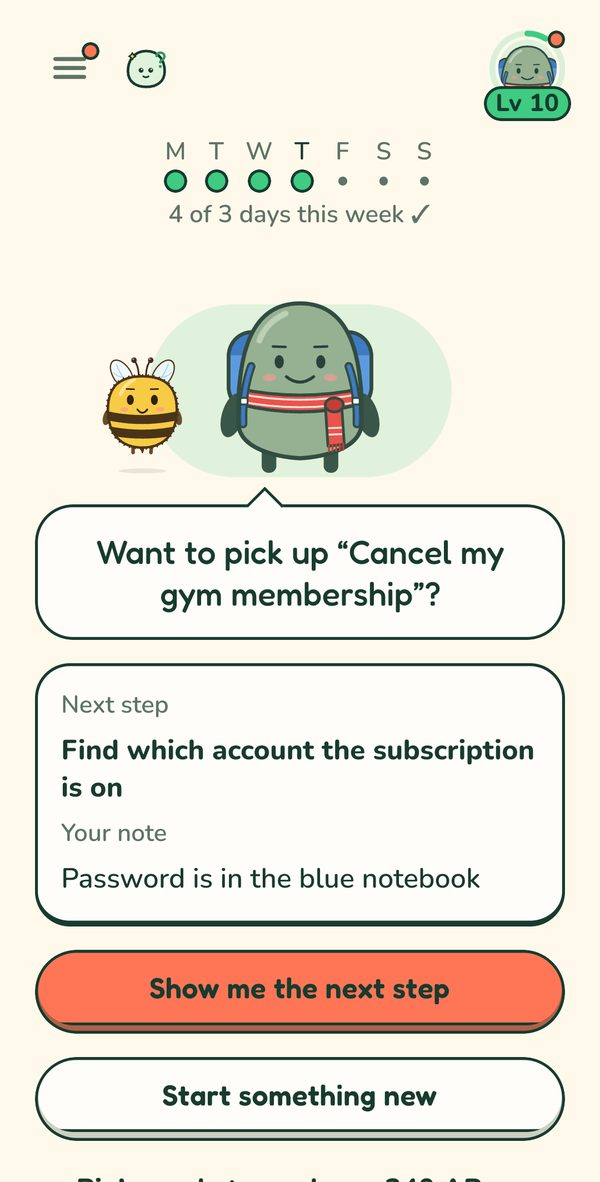 Lv 10
M T W T F S S
4 of 3 days this week ✓
Want to pick up “Cancel my
gym membership”?
Next step
Find which account the subscription
is on
Your note
Password is in the blue notebook
Show me the next step
Start something new